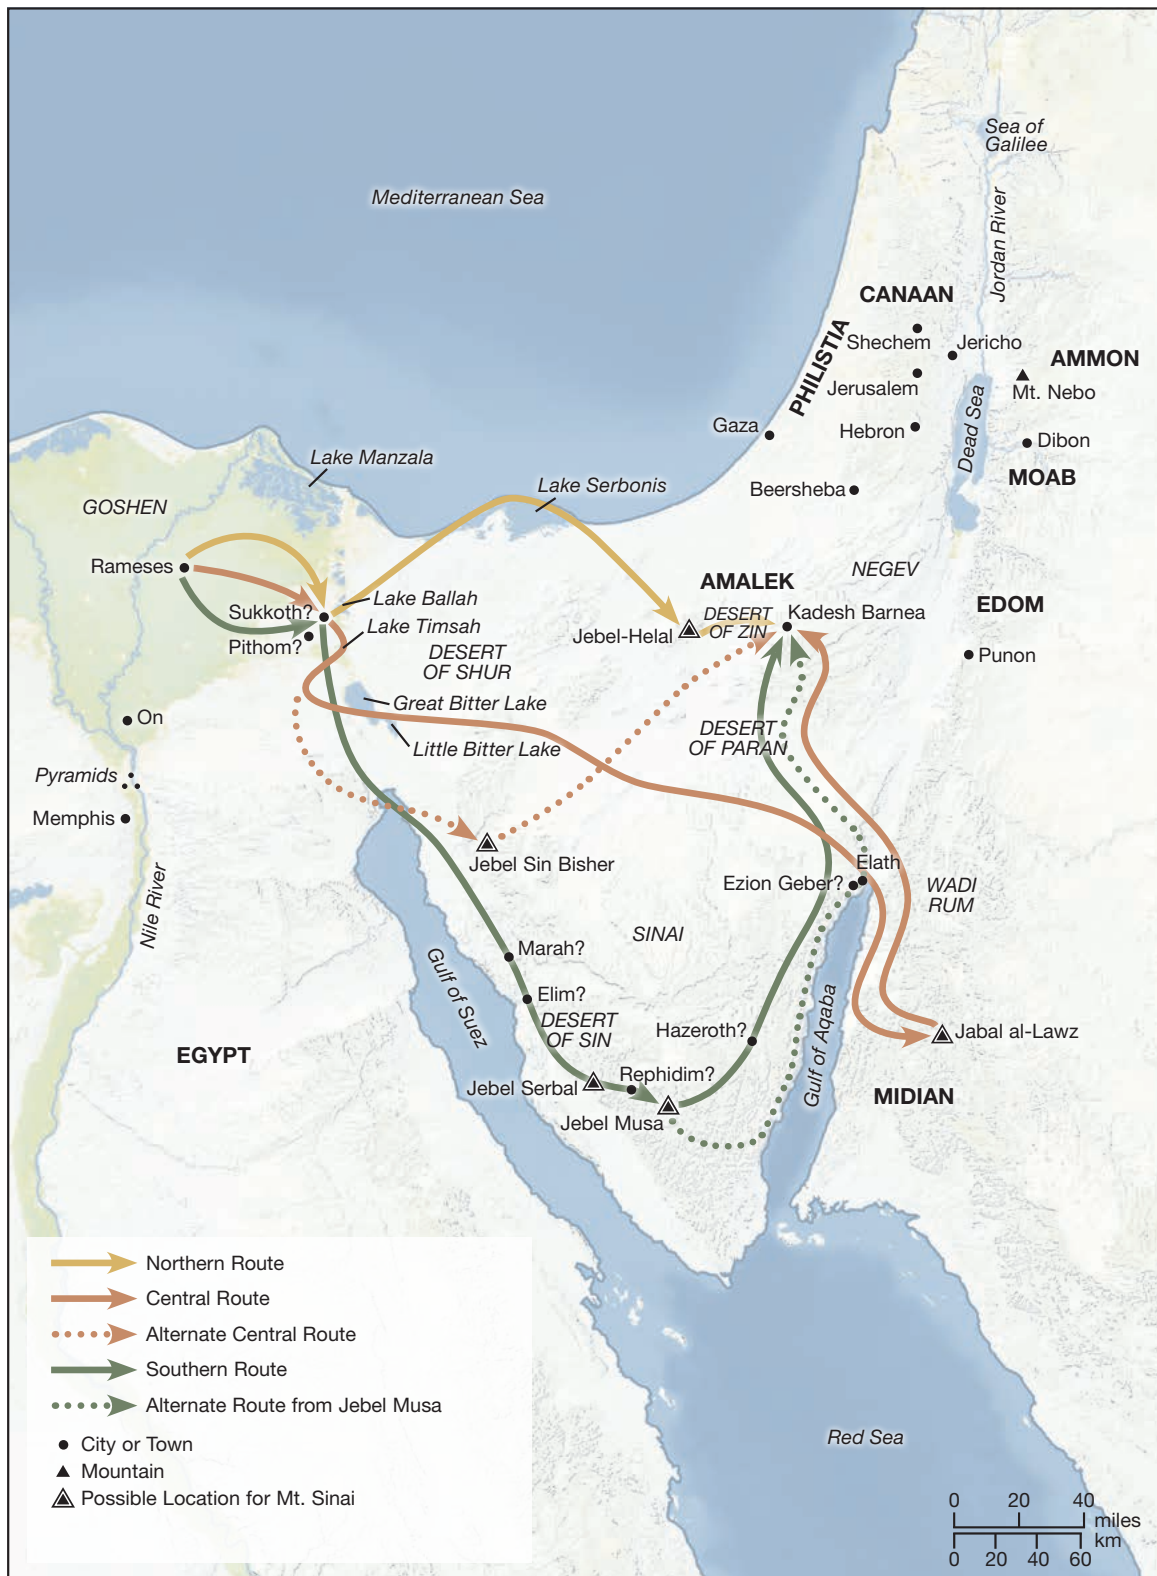 Sea of
Galilee
Mediterranean Sea
Jordan River
CANAAN
PHILISTIA
Shechem
Jericho
AMMON
Jerusalem
Mt. Nebo
Dead Sea
Gaza
Hebron
Dibon
Lake Manzala
MOAB
Lake Serbonis
Beersheba
GOSHEN
Rameses
AMALEK
NEGEV
Lake Ballah
EDOM
Sukkoth?
DESERT
OF ZIN
Kadesh Barnea
Lake Timsah
Jebel-Helal
Pithom?
DESERT
OF SHUR
Punon
Great Bitter Lake
On
DESERT
OF PARAN
Little Bitter Lake
Pyramids
Memphis
Jebel Sin Bisher
Elath
Ezion Geber?
WADI
RUM
Nile River
SINAI
Marah?
Gulf of Suez
Elim?
DESERT
OF SIN
Hazeroth?
Gulf of Aqaba
Jabal al-Lawz
EGYPT
Rephidim?
Jebel Serbal
MIDIAN
Jebel Musa
Northern Route
Central Route
Alternate Central Route
Southern Route
Alternate Route from Jebel Musa
City or Town
Mountain
Possible Location for Mt. Sinai
Red Sea
0 20 40
miles
km
0 20 40 60